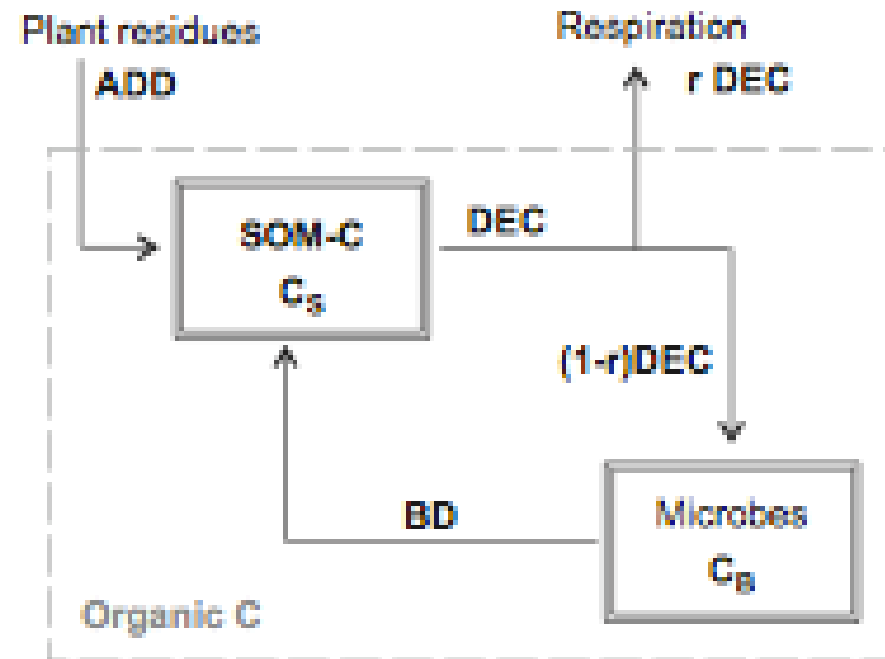 Plant residues
ADD
Respiration
r DEC
SOM-C
C_S
DEC
(1-r)DEC
BD
Microbes
C_B
Organic C